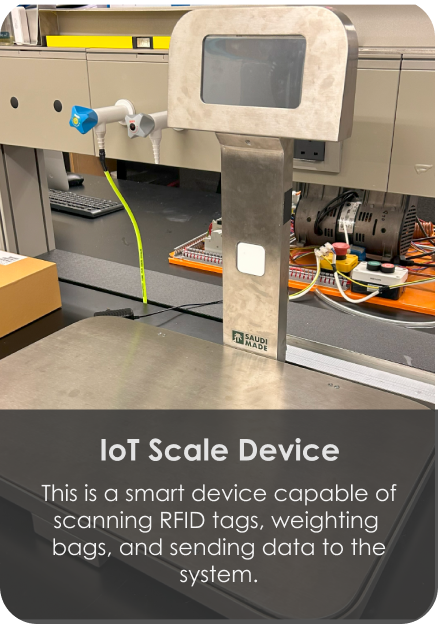 SAUDI
MADE
IoT Scale Device
This is a smart device capable of
scanning RFID tags, weighting
bags, and sending data to the
system.